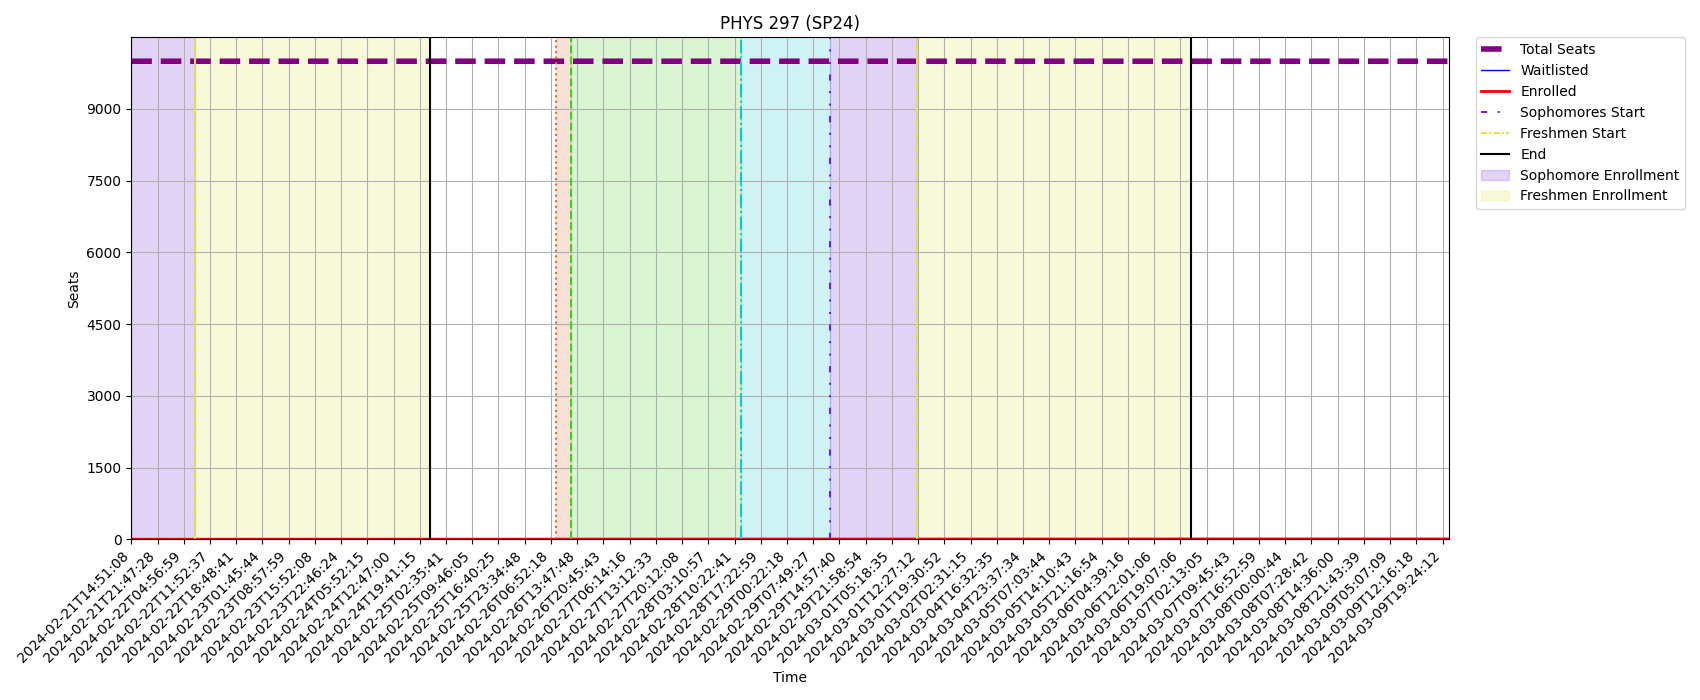 PHYS 297 (SP24)
Total Seats
Waitlisted
Enrolled
Sophomores Start
Freshmen Start
End
Sophomore Enrollment
Freshmen Enrollment
Seats
9000
7500
6000
4500
3000
1500
0
2024-02-21T14:51:08
2024-02-21T21:47:28
2024-02-22T04:56:59
2024-02-22T11:52:37
2024-02-22T18:48:41
2024-02-23T01:45:44
2024-02-23T08:57:59
2024-02-23T15:52:08
2024-02-23T22:46:24
2024-02-24T05:52:15
2024-02-24T12:47:00
2024-02-24T19:41:15
2024-02-25T02:35:41
2024-02-25T09:46:05
2024-02-25T16:40:25
2024-02-25T23:34:48
2024-02-26T06:52:18
2024-02-26T13:47:48
2024-02-26T20:45:43
2024-02-27T06:14:16
2024-02-27T13:12:33
2024-02-27T20:12:08
2024-02-28T03:10:57
2024-02-28T10:22:41
2024-02-28T17:22:59
2024-02-29T00:22:18
2024-02-29T07:49:27
2024-02-29T14:57:40
2024-02-29T21:58:54
2024-03-01T05:18:35
2024-03-01T12:27:12
2024-03-01T19:30:52
2024-03-02T02:31:15
2024-03-04T16:32:35
2024-03-04T23:37:34
2024-03-05T07:03:44
2024-03-05T14:10:43
2024-03-05T21:16:54
2024-03-06T04:39:16
2024-03-06T12:01:06
2024-03-06T19:07:06
2024-03-07T02:13:05
2024-03-07T09:45:43
2024-03-07T16:52:59
2024-03-08T00:00:44
2024-03-08T07:28:42
2024-03-08T14:36:00
2024-03-08T21:43:39
2024-03-09T05:07:09
2024-03-09T12:16:18
2024-03-09T19:24:12
Time